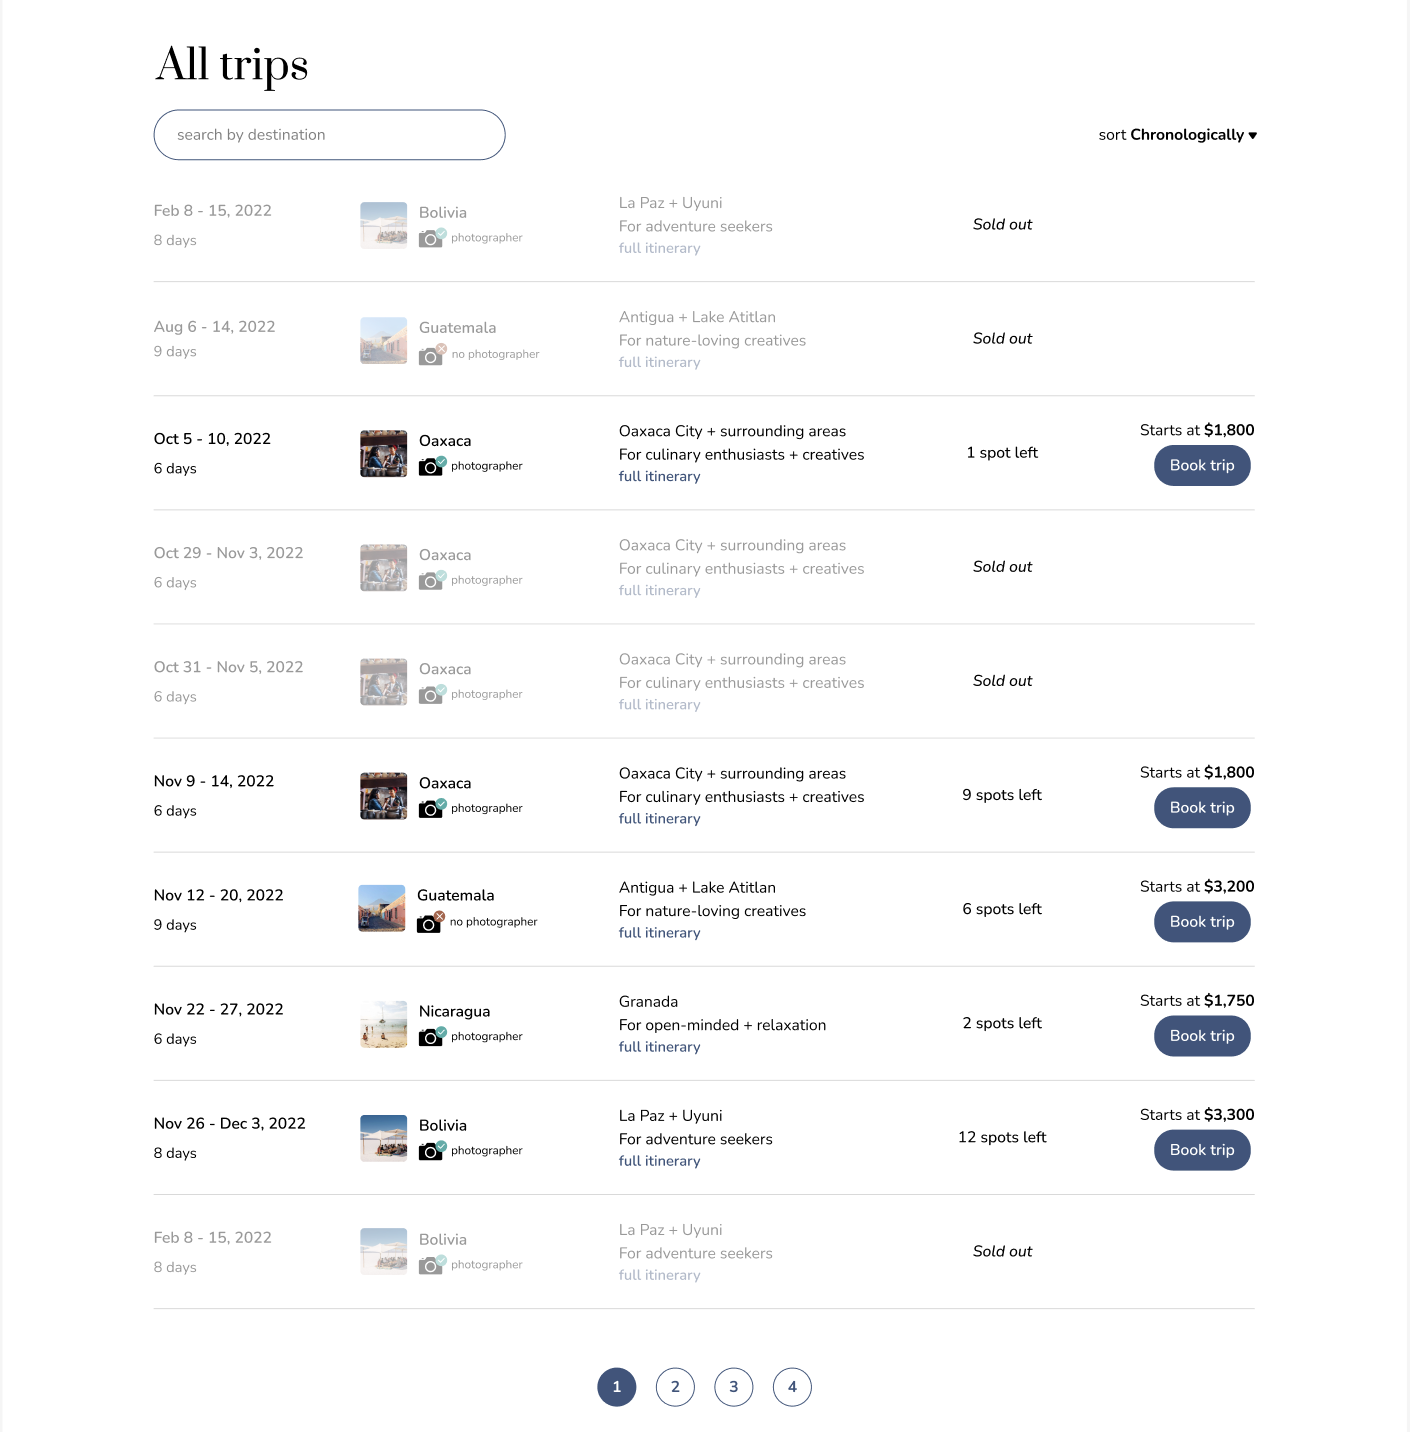 All trips
search by destination
sort Chronologically
Feb 8 - 15, 2022
8 days
Bolivia
photographer
La Paz + Uyuni
For adventure seekers
full itinerary
Sold out
Aug 6 - 14, 2022
9 days
Guatemala
no photographer
Antigua + Lake Atitlan
For nature-loving creatives
full itinerary
Sold out
Oct 5 - 10, 2022
6 days
Oaxaca
photographer
Oaxaca City + surrounding areas
For culinary enthusiasts + creatives
full itinerary
1 spot left
Starts at $1,800
Book trip
Oct 29 - Nov 3, 2022
6 days
Oaxaca
photographer
Oaxaca City + surrounding areas
For culinary enthusiasts + creatives
full itinerary
Sold out
Oct 31 - Nov 5, 2022
6 days
Oaxaca
photographer
Oaxaca City + surrounding areas
For culinary enthusiasts + creatives
full itinerary
Sold out
Nov 9 - 14, 2022
6 days
Oaxaca
photographer
Oaxaca City + surrounding areas
For culinary enthusiasts + creatives
full itinerary
9 spots left
Starts at $1,800
Book trip
Nov 12 - 20, 2022
9 days
Guatemala
no photographer
Antigua + Lake Atitlan
For nature-loving creatives
full itinerary
6 spots left
Starts at $3,200
Book trip
Nov 22 - 27, 2022
6 days
Nicaragua
photographer
Granada
For open-minded + relaxation
full itinerary
2 spots left
Starts at $1,750
Book trip
Nov 26 - Dec 3, 2022
8 days
Bolivia
photographer
La Paz + Uyuni
For adventure seekers
full itinerary
12 spots left
Starts at $3,300
Book trip
Feb 8 - 15, 2022
8 days
Bolivia
photographer
La Paz + Uyuni
For adventure seekers
full itinerary
Sold out
1 2 3 4